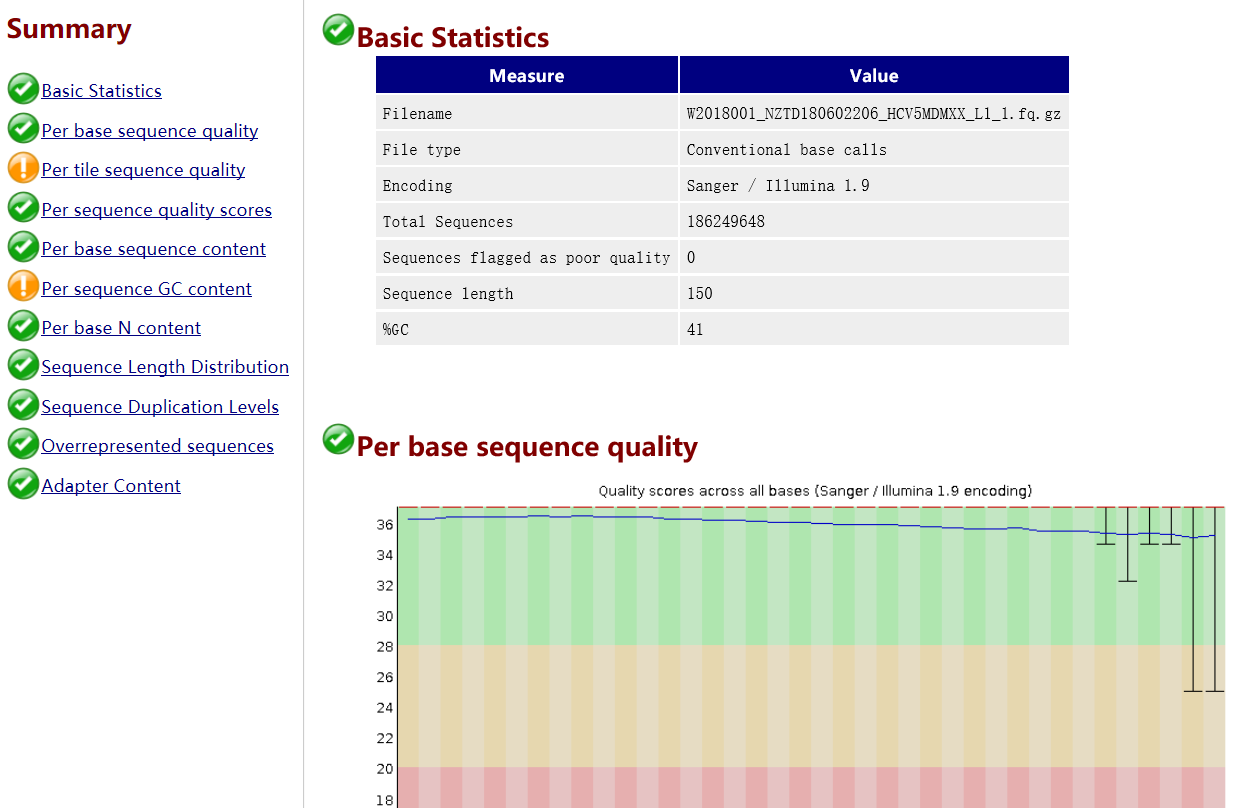 Summary
Basic Statistics
Per base sequence quality
Per tile sequence quality
Per sequence quality scores
Per base sequence content
Per sequence GC content
Per base N content
Sequence Length Distribution
Sequence Duplication Levels
Overrepresented sequences
Adapter Content
Basic Statistics
Measure Value
Filename W2018001_NZTD180602206_HCV5MDMXX_L1_1.fq.gz
File type Conventional base calls
Encoding Sanger / Illumina 1.9
Total Sequences 186249648
Sequences flagged as poor quality 0
Sequence length 150
%GC 41
Per base sequence quality
Quality scores across all bases (Sanger / Illumina 1.9 encoding)
36
34
32
30
28
26
24
22
20
18